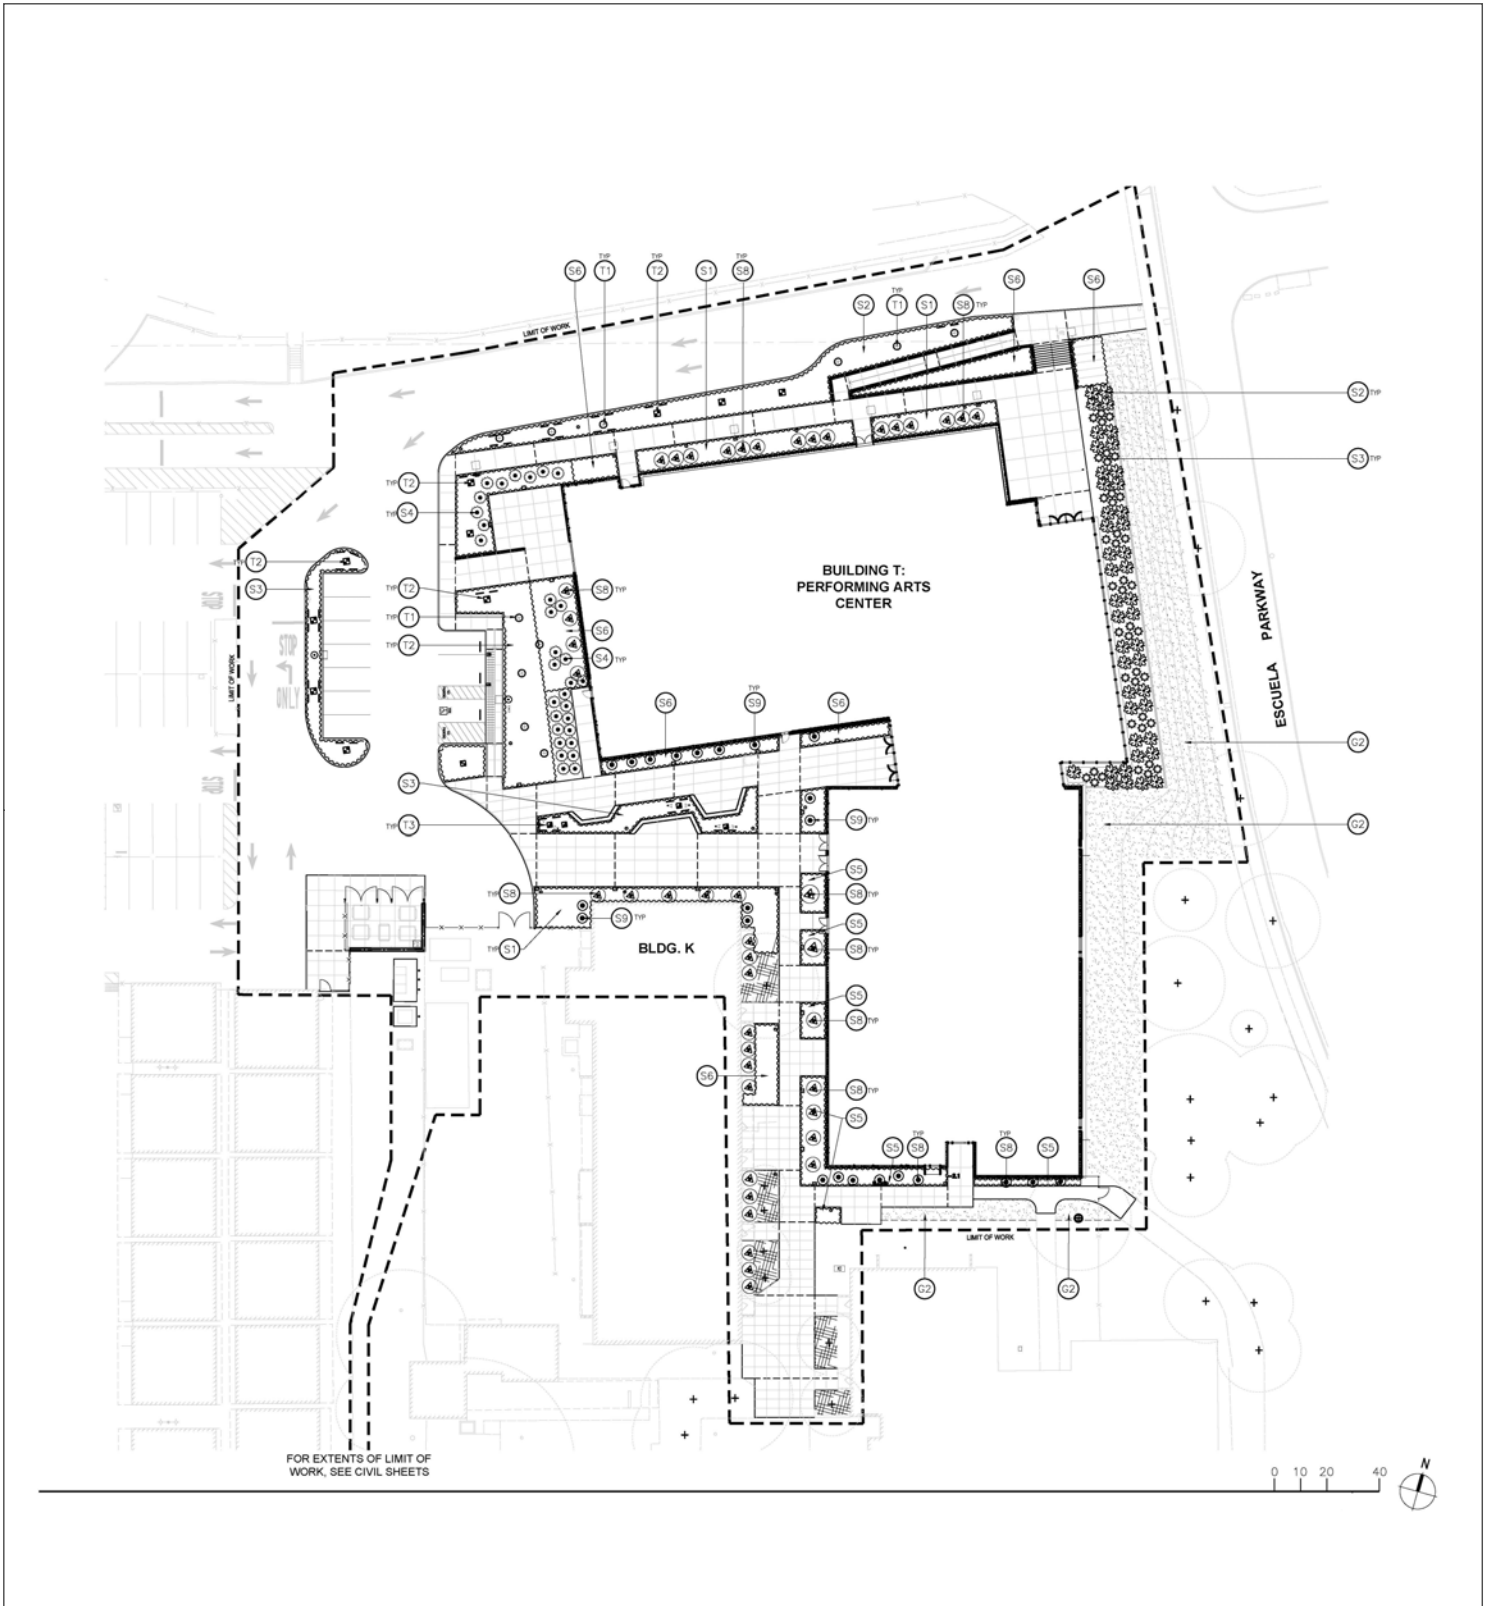 TYP
TYP
TYP
S6
T1
T2
S1
S8
S6
S6
TYP
S2
T1
S1
S8 TYP
LIMIT OF WORK
S2 TYP
S3 TYP
TYP T2
TYP S4
T2
S3
BUILDING T:
PERFORMING ARTS
CENTER
TYP T2
S8 TYP
TYP T1
S6
TYP T2
S4 TYP
STOP
STOP
ONLY
LIMIT OF WORK
ESCUELA PARKWAY
TYP
S6
S9
S6
G2
STOP
S3
TYP T3
S9 TYP
G2
S5
TYP S8
S8 TYP
S9 TYP
S5
TYP S1
BLDG. K
S8 TYP
S5
S8 TYP
S6
S8 TYP
S5
TYP
TYP
S5
S8
S8
S5
LIMIT OF WORK
G2
G2
FOR EXTENTS OF LIMIT OF
WORK, SEE CIVIL SHEETS
0 10 20 40
N